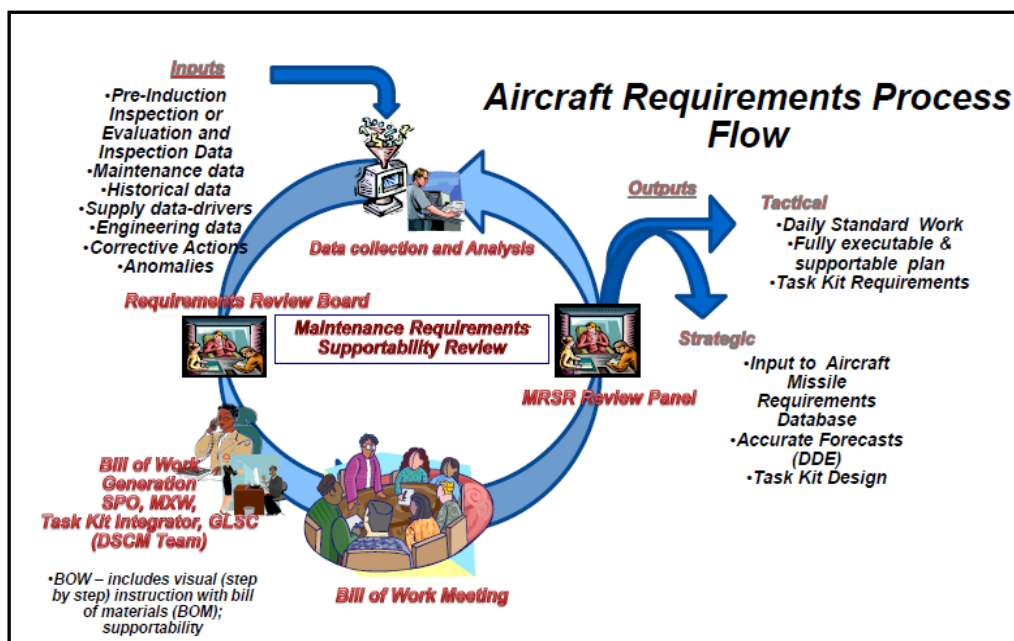 Aircraft Requirements Process
Flow
Inputs
•Pre-Induction
Inspection or
Evaluation and
Inspection Data
•Maintenance data
•Historical data
•Supply data-drivers
•Engineering data
•Corrective Actions
•Anomalies
Data collection and Analysis
Requirements Review Board
Maintenance Requirements
Supportability Review
MRSR Review Panel
Outputs
Tactical
•Daily Standard Work
•Fully executable &
supportable plan
•Task Kit Requirements
Strategic
•Input to Aircraft
Missile
Requirements
Database
•Accurate Forecasts
(DDE)
•Task Kit Design
Bill of Work
Generation
SPO, MXW,
Task Kit Integrator, GLSC
(DSCM Team)
•BOW – includes visual (step
by step) instruction with bill
of materials (BOM);
supportability
Bill of Work Meeting